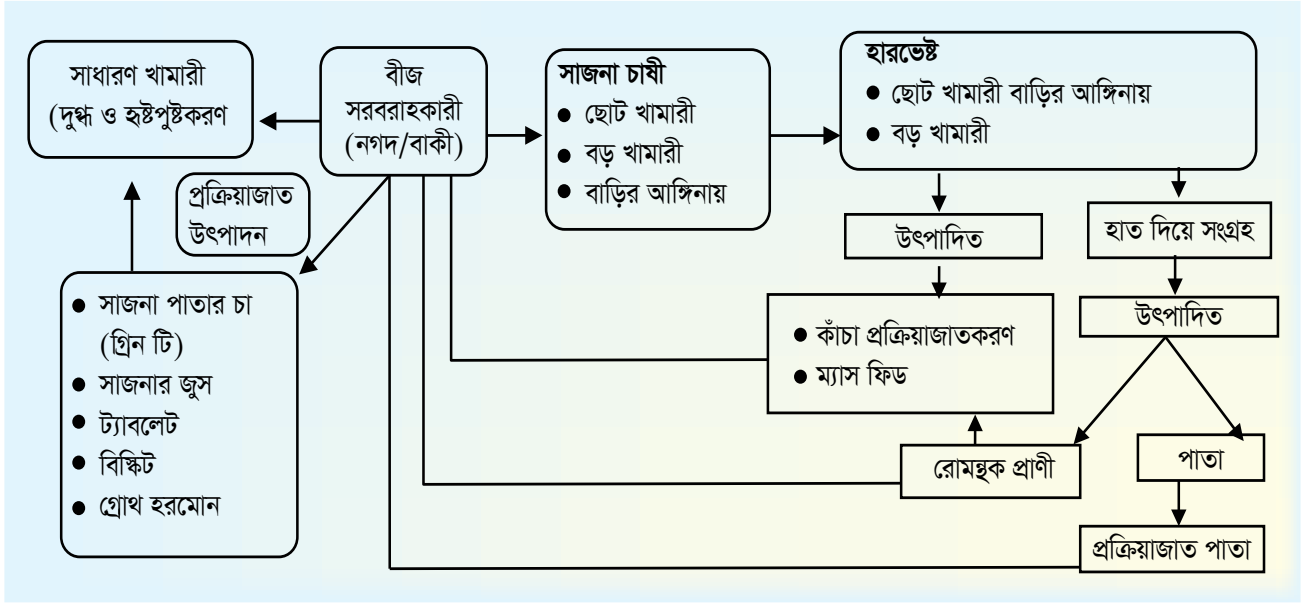 সাধারণ খামারী
(দুগ্ধ ও হৃষ্টপুষ্টকরণ
বীজ
সরবরাহকারী
(নগদ/বাকী)
সাজনা চাষী
● ছোট খামারী
● বড় খামারী
● বাড়ির আঙ্গিনায়
হারভেষ্ট
● ছোট খামারী বাড়ির আঙ্গিনায়
● বড় খামারী
প্রক্রিয়াজাত
উৎপাদন
উৎপাদিত
হাত দিয়ে সংগ্রহ
● সাজনা পাতার চা
(গ্রিন টি)
● সাজনার জুস
● ট্যাবলেট
● বিস্কিট
● গ্রোথ হরমোন
● কাঁচা প্রক্রিয়াজাতকরণ
● ম্যাস ফিড
উৎপাদিত
রোমন্থক প্রাণী
পাতা
প্রক্রিয়াজাত পাতা